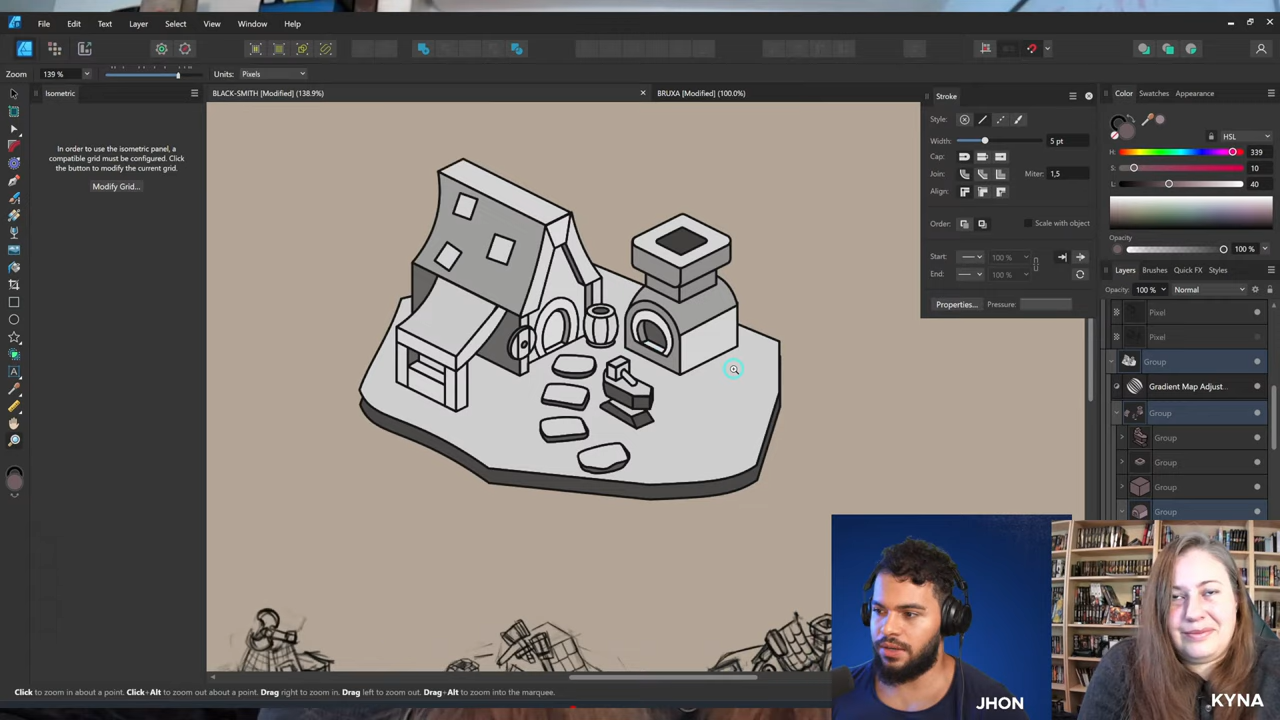 File Edit Text Layer Select View Window Help
Zoom 139 % Units: Pixels
Isometric
In order to use the isometric panel, a
compatible grid must be configured. Click
the button to modify the current grid.
Modify Grid...
BLACK-SMITH [Modified] (138.9%)
BRUXA [Modified] (100.0%)
Stroke
Style:
Width: 5 pt
Cap:
Join: Miter: 1,5
Align:
Order: Scale with object
Start: 100 %
End: 100 %
Properties... Pressure:
Color Swatches Appearance
HSL
H: 339
S: 10
L: 40
Opacity
100 %
Layers Brushes Quick FX Styles
Opacity: 100 % Normal
Pixel
Pixel
Group
Gradient Map Adjust...
Group
Group
Group
Group
Group
Click to zoom in about a point. Click+Alt to zoom out about a point. Drag right to zoom in. Drag left to zoom out. Drag+Alt to zoom into the marquee.
JHON
KYNA